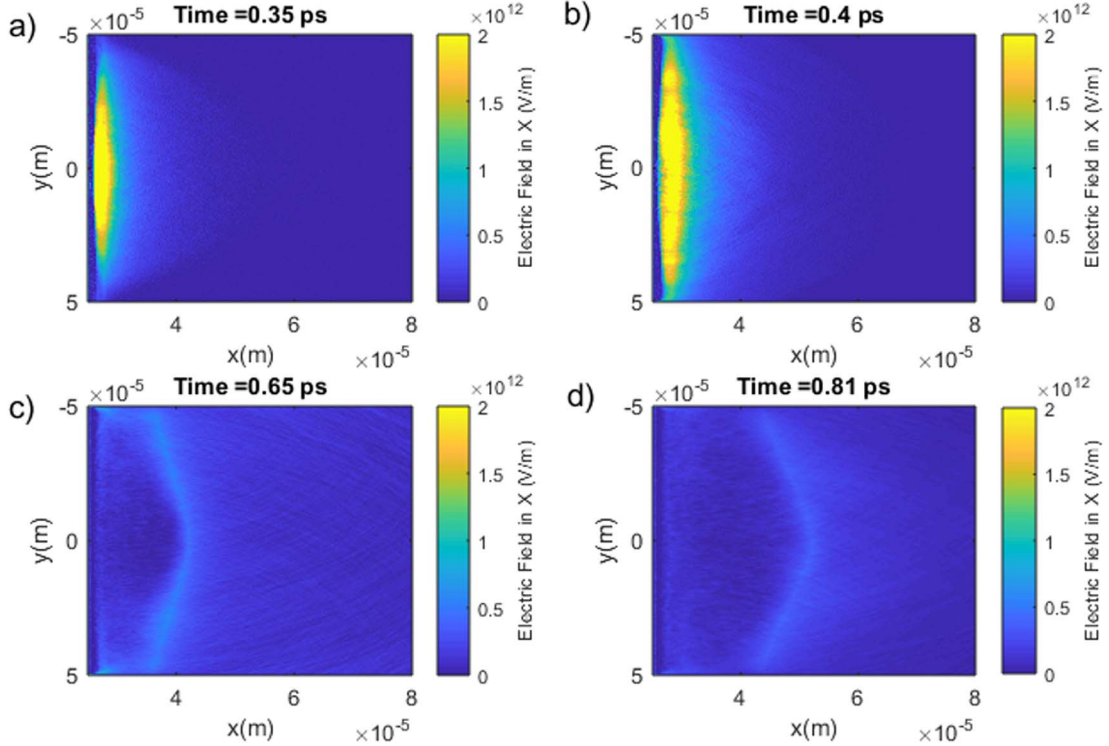 a)
×10⁻⁵ Time =0.35 ps ×10¹²
-5
0
5
y(m)
4 6 8
x(m) ×10⁻⁵
2
1.5
1
0.5
0
Electric Field in X (V/m)
b)
×10⁻⁵ Time =0.4 ps ×10¹²
-5
0
5
y(m)
4 6 8
x(m) ×10⁻⁵
2
1.5
1
0.5
0
Electric Field in X (V/m)
c)
×10⁻⁵ Time =0.65 ps ×10¹²
-5
0
5
y(m)
4 6 8
x(m) ×10⁻⁵
2
1.5
1
0.5
0
Electric Field in X (V/m)
d)
×10⁻⁵ Time =0.81 ps ×10¹²
-5
0
5
y(m)
4 6 8
x(m) ×10⁻⁵
2
1.5
1
0.5
0
Electric Field in X (V/m)